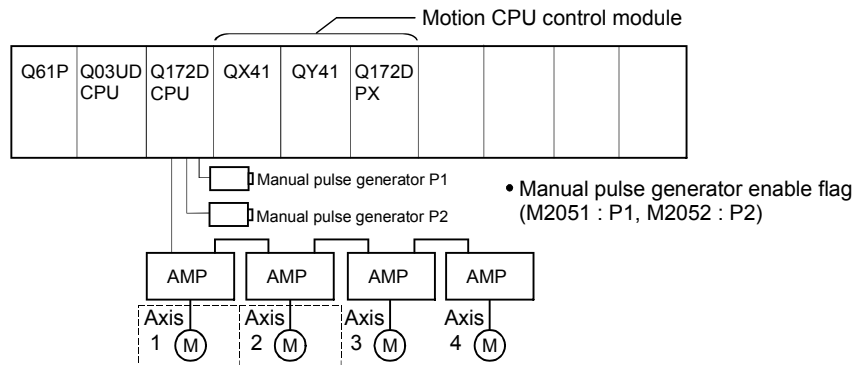 Motion CPU control module
Q61P
Q03UD
CPU
Q172D
CPU
QX41
QY41
Q172D
PX
Manual pulse generator P1
Manual pulse generator P2
• Manual pulse generator enable flag
(M2051 : P1, M2052 : P2)
AMP
AMP
AMP
AMP
Axis
1
M
Axis
2
M
Axis
3
M
Axis
4
M